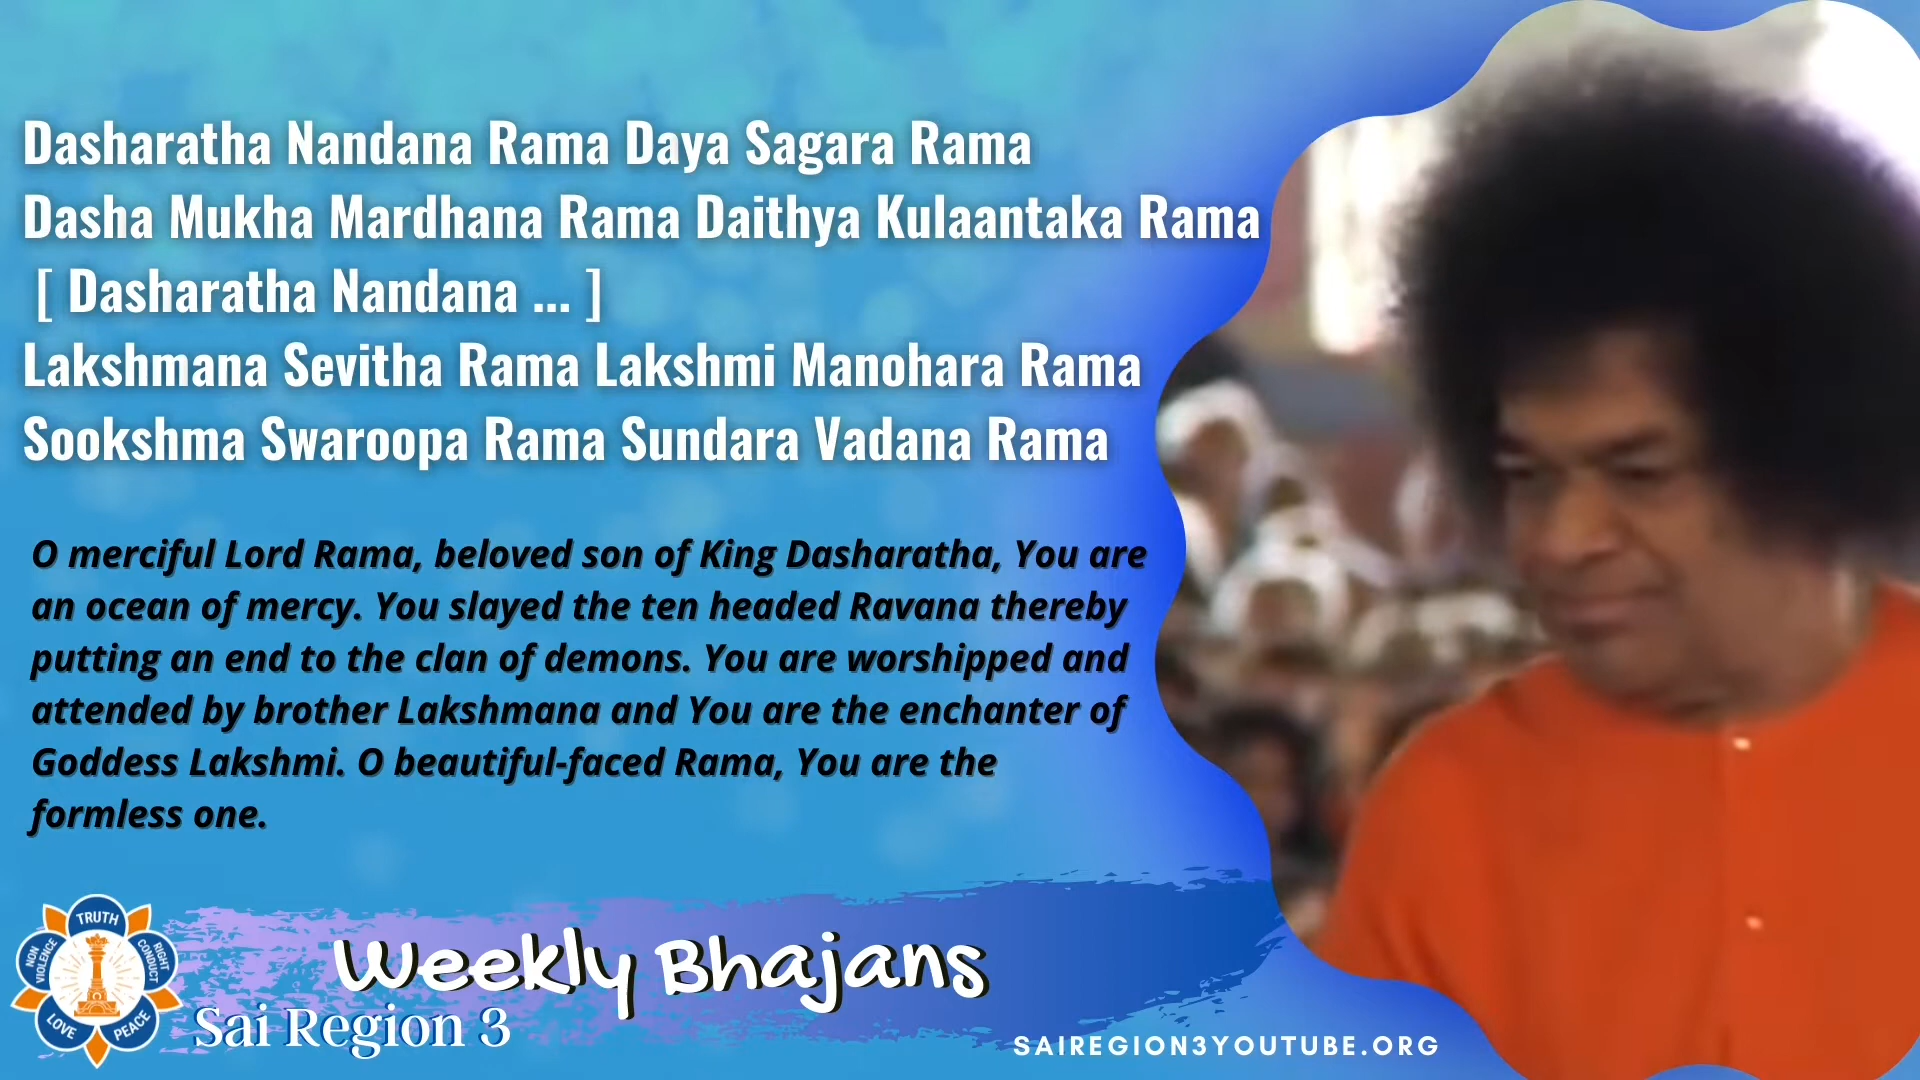 Dasharatha Nandana Rama Daya Sagara Rama
Dasha Mukha Mardhana Rama Daithya Kulaantaka Rama
[ Dasharatha Nandana ... ]
Lakshmana Sevitha Rama Lakshmi Manohara Rama
Sookshma Swaroopa Rama Sundara Vadana Rama
O merciful Lord Rama, beloved son of King Dasharatha, You are
an ocean of mercy. You slayed the ten headed Ravana thereby
putting an end to the clan of demons. You are worshipped and
attended by brother Lakshmana and You are the enchanter of
Goddess Lakshmi. O beautiful-faced Rama, You are the
formless one.
TRUTH
RIGHT
CONDUCT
PEACE
LOVE
NON
VIOLENCE
Weekly Bhajans
Sai Region 3
SAIREGION3YOUTUBE.ORG